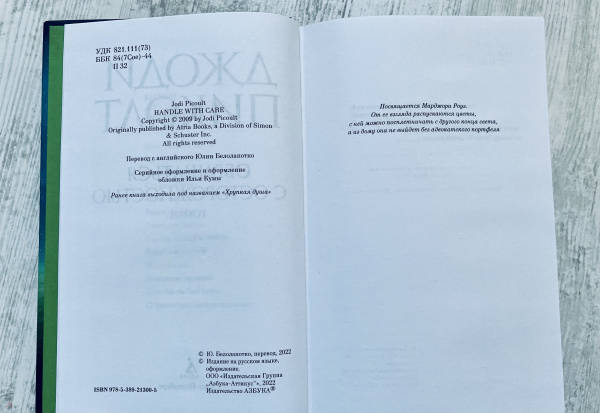 УДК 821.111(73)
ББК 84(7Сое)-44
П 32
Jodi Picoult
HANDLE WITH CARE
Copyright © 2009 by Jodi Picoult
Originally published by Atria Books, a Division of Simon
& Schuster Inc.
All rights reserved
Перевод с английского Юлии Белолапотко
Серийное оформление и оформление
обложки Ильи Кучмы
Ранее книга выходила под названием «Хрупкая душа»
© Ю. Белолапотко, перевод, 2022
© Издание на русском языке,
оформление.
ООО «Издательская Группа
„Азбука-Аттикус“», 2022
Издательство АЗБУКА®
ISBN 978-5-389-21300-5
Посвящается Марджори Роуз.
От ее взгляда распускаются цветы,
с ней можно посплетничать с другого конца света,
и из дому она не выйдет без адвокатского портфеля
ДЖОДИ
ПИКОЛТ